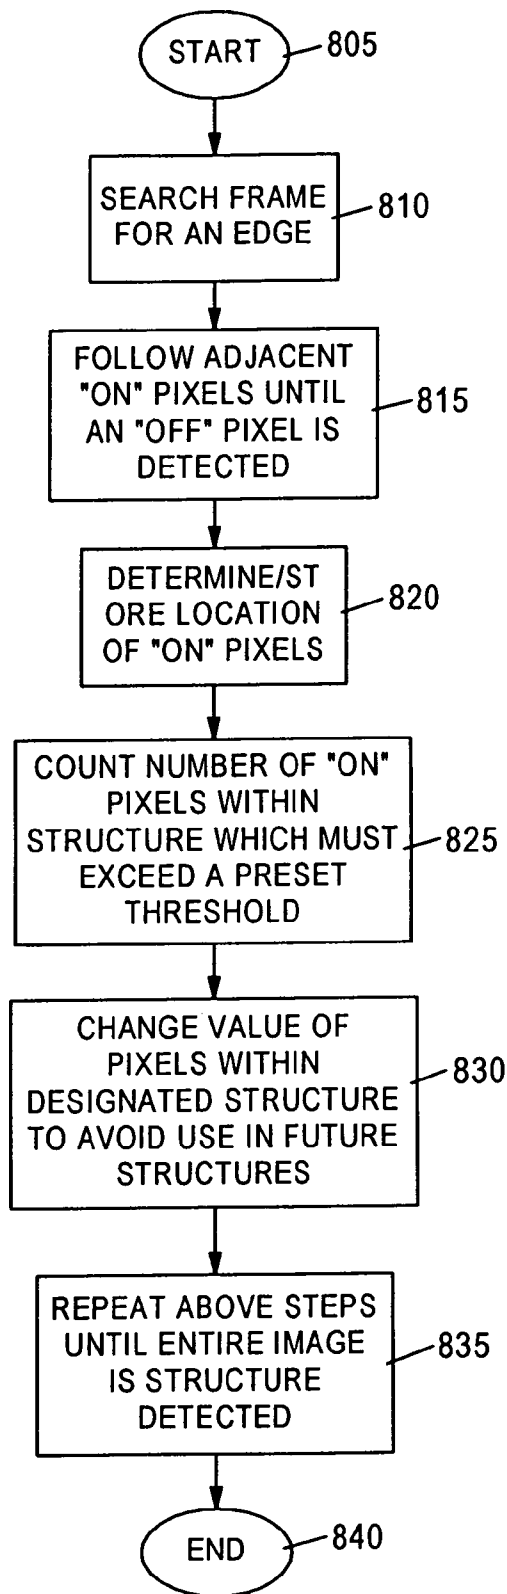 START
805
SEARCH FRAME
FOR AN EDGE
810
FOLLOW ADJACENT
"ON" PIXELS UNTIL
AN "OFF" PIXEL IS
DETECTED
815
DETERMINE/ST
ORE LOCATION
OF "ON" PIXELS
820
COUNT NUMBER OF "ON"
PIXELS WITHIN
STRUCTURE WHICH MUST
EXCEED A PRESET
THRESHOLD
825
CHANGE VALUE OF
PIXELS WITHIN
DESIGNATED STRUCTURE
TO AVOID USE IN FUTURE
STRUCTURES
830
REPEAT ABOVE STEPS
UNTIL ENTIRE IMAGE
IS STRUCTURE
DETECTED
835
END
840